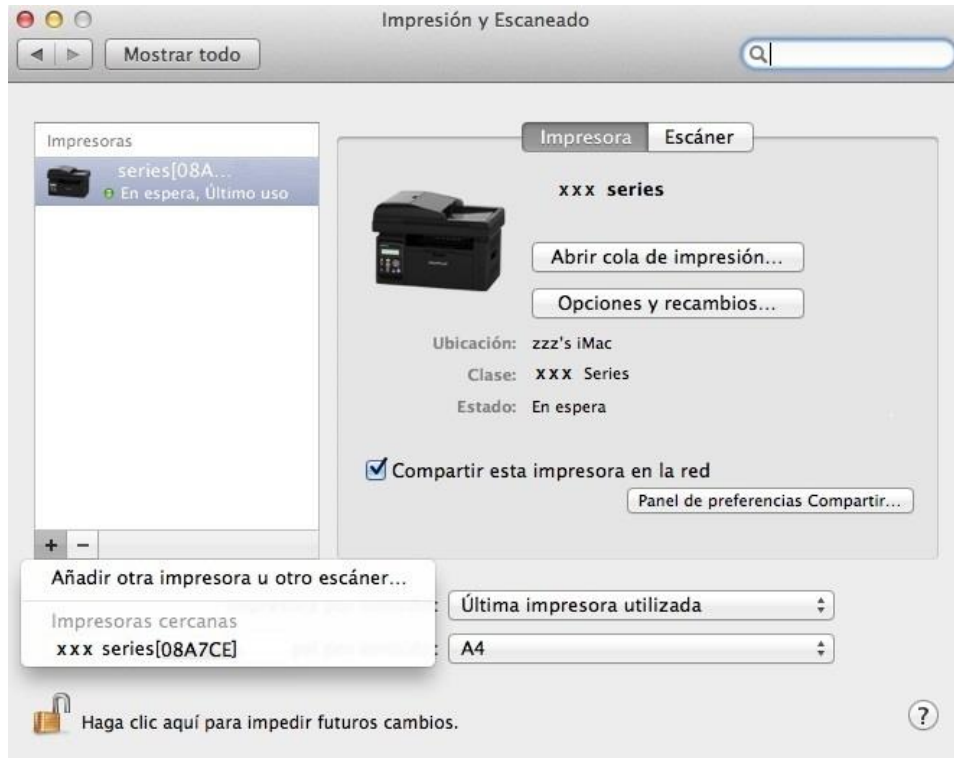 Impresión y Escaneado
Mostrar todo
Impresoras
series[08A...
En espera, Último uso
Impresora Escáner
xxx series
Abrir cola de impresión...
Opciones y recambios...
Ubicación: zzz's iMac
Clase: xxx Series
Estado: En espera
Compartir esta impresora en la red
Panel de preferencias Compartir...
+ −
Añadir otra impresora u otro escáner...
Impresoras cercanas
xxx series[08A7CE]
: Última impresora utilizada
: A4
Haga clic aquí para impedir futuros cambios.
?